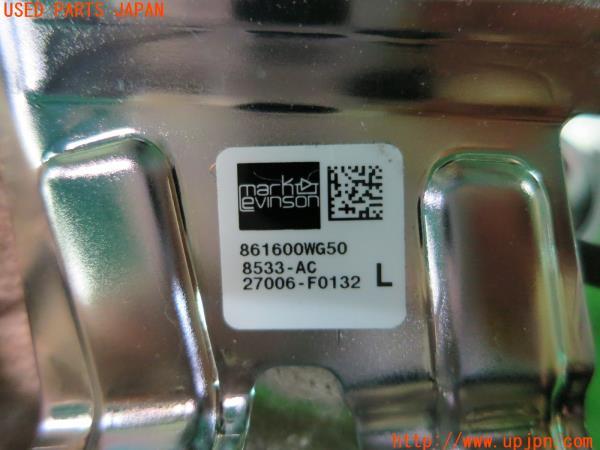 USED PARTS JAPAN
mark
Levinson
861600WG50
8533-AC
27006-F0132 L
http://www.upjpn.com/